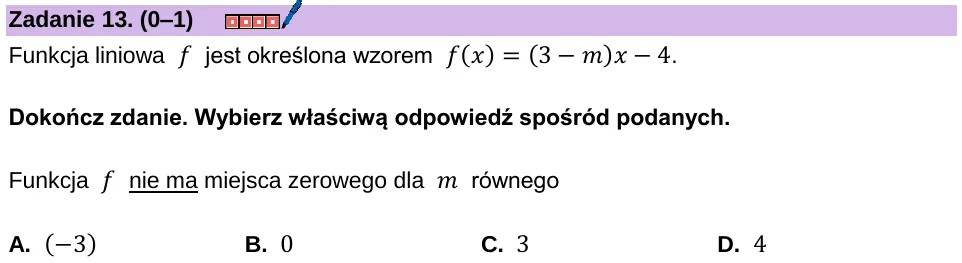 Zadanie 13. (0–1)
Funkcja liniowa f jest określona wzorem f(x) = (3 − m)x − 4.
Dokończ zdanie. Wybierz właściwą odpowiedź spośród podanych.
Funkcja f nie ma miejsca zerowego dla m równego
A. (−3) B. 0 C. 3 D. 4